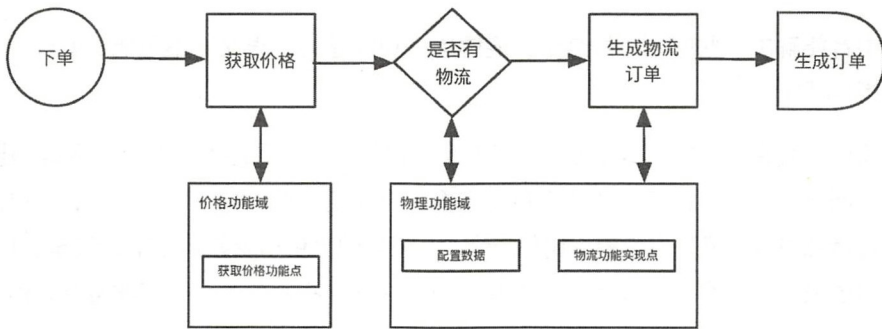 下单
获取价格
是否有
物流
生成物流
订单
生成订单
价格功能域
获取价格功能点
物理功能域
配置数据
物流功能实现点